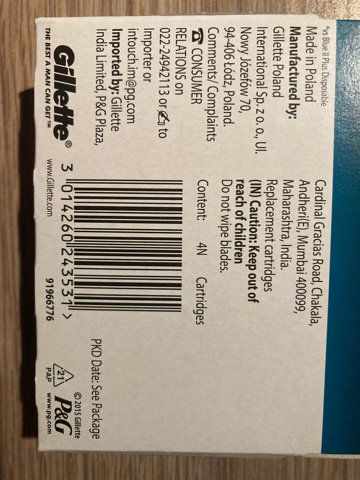 *vs Blue II Plus Disposable
Made in Poland
Manufactured by:
Gillette Poland
International Sp. z o. o., Ul.
Nowy Józefów 70,
94-406 Łódź, Poland.
Comments/ Complaints
☎ CONSUMER
RELATIONS on
022-24942113 or ✍ to
Importer or
intouch.im@pg.com
Imported by: Gillette
India Limited, P&G Plaza,
Cardinal Gracias Road, Chakala,
Andheri(E), Mumbai 400099,
Maharashtra, India.
Replacement cartridges
(IN) Caution: Keep out of
reach of children
Do not wipe blades.
Content: 4N Cartridges
3 014260 243531 >
91966776
PKD Date: See Package
Gillette®
THE BEST A MAN CAN GET™
www.Gillette.com
21
PAP
© 2015 Gillette
P&G
www.pg.com